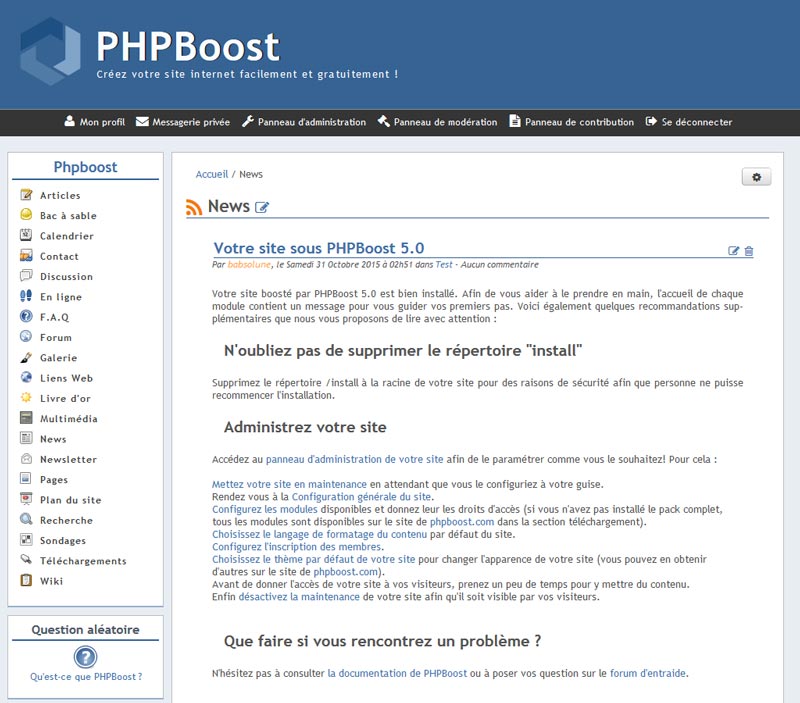 PHPBoost
Créez votre site internet facilement et gratuitement !
Mon profil Messagerie privée Panneau d'administration Panneau de modération Panneau de contribution Se déconnecter
Phpboost
Articles
Bac à sable
Calendrier
Contact
Discussion
En ligne
F.A.Q
Forum
Galerie
Liens Web
Livre d'or
Multimédia
News
Newsletter
Pages
Plan du site
Recherche
Sondages
Téléchargements
Wiki
Question aléatoire
Qu'est-ce que PHPBoost ?
Accueil / News
News
Votre site sous PHPBoost 5.0
Par babsolune, le Samedi 31 Octobre 2015 à 02h51 dans Test - Aucun commentaire
Votre site boosté par PHPBoost 5.0 est bien installé. Afin de vous aider à le prendre en main, l'accueil de chaque
module contient un message pour vous guider vos premiers pas. Voici également quelques recommandations sup-
plémentaires que nous vous proposons de lire avec attention :
N'oubliez pas de supprimer le répertoire "install"
Supprimez le répertoire /install à la racine de votre site pour des raisons de sécurité afin que personne ne puisse
recommencer l'installation.
Administrez votre site
Accédez au panneau d'administration de votre site afin de le paramétrer comme vous le souhaitez! Pour cela :
Mettez votre site en maintenance en attendant que vous le configuriez à votre guise.
Rendez vous à la Configuration générale du site.
Configurez les modules disponibles et donnez leur les droits d'accès (si vous n'avez pas installé le pack complet,
tous les modules sont disponibles sur le site de phpboost.com dans la section téléchargement).
Choisissez le langage de formatage du contenu par défaut du site.
Configurez l'inscription des membres.
Choisissez le thème par défaut de votre site pour changer l'apparence de votre site (vous pouvez en obtenir
d'autres sur le site de phpboost.com).
Avant de donner l'accès de votre site à vos visiteurs, prenez un peu de temps pour y mettre du contenu.
Enfin désactivez la maintenance de votre site afin qu'il soit visible par vos visiteurs.
Que faire si vous rencontrez un problème ?
N'hésitez pas à consulter la documentation de PHPBoost ou à poser vos question sur le forum d'entraide.